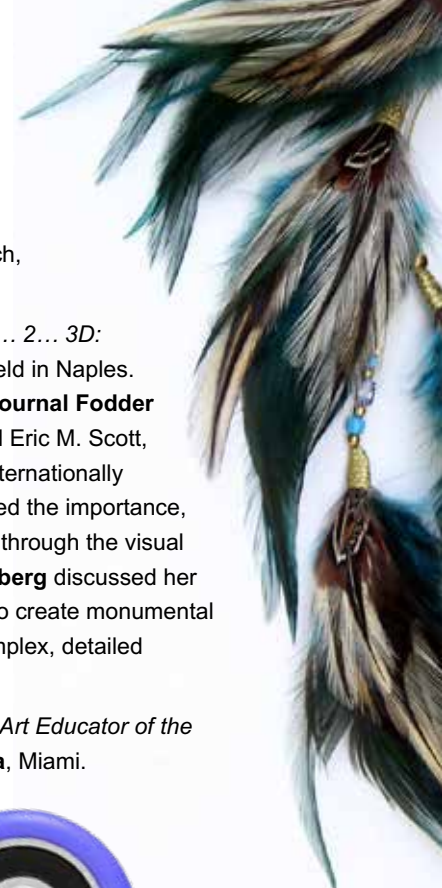 ch,
… 2… 3D:
eld in Naples.
ournal Fodder
d Eric M. Scott,
ternationally
ed the importance,
through the visual
berg discussed her
o create monumental
mplex, detailed
Art Educator of the
a, Miami.